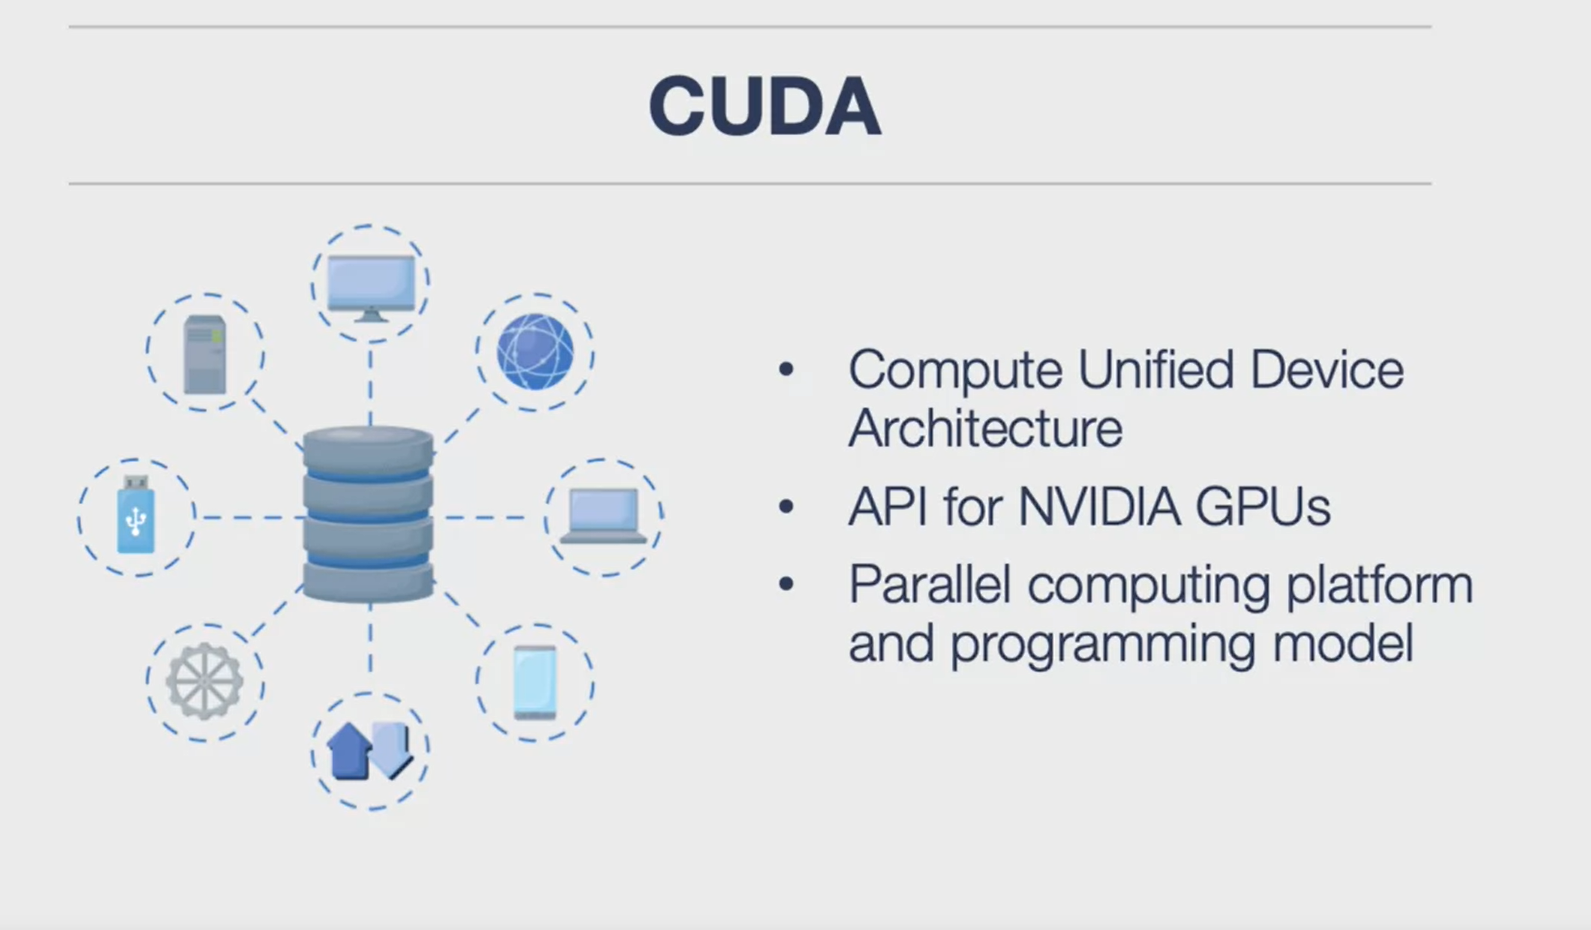 CUDA
• Compute Unified Device
Architecture
• API for NVIDIA GPUs
• Parallel computing platform
and programming model